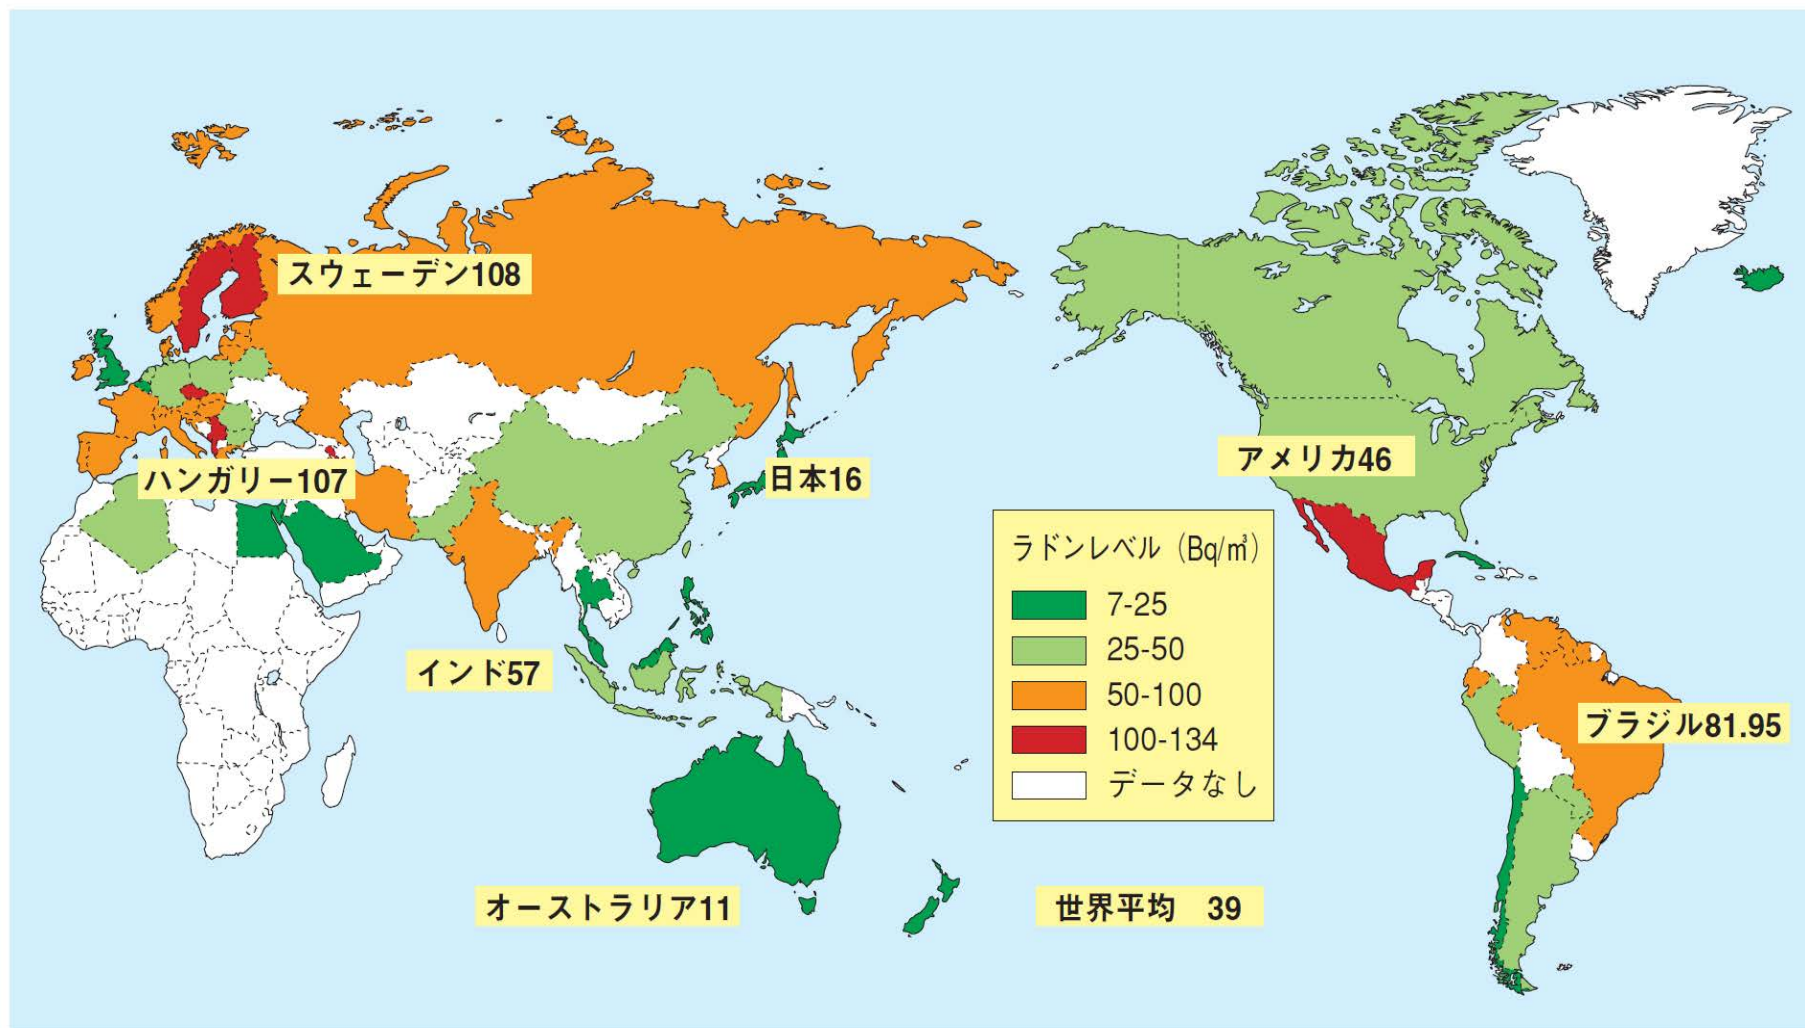 スウェーデン108
ハンガリー107
日本16
アメリカ46
インド57
ブラジル81.95
オーストラリア11
世界平均　39
ラドンレベル（Bq/㎥）
7-25
25-50
50-100
100-134
データなし